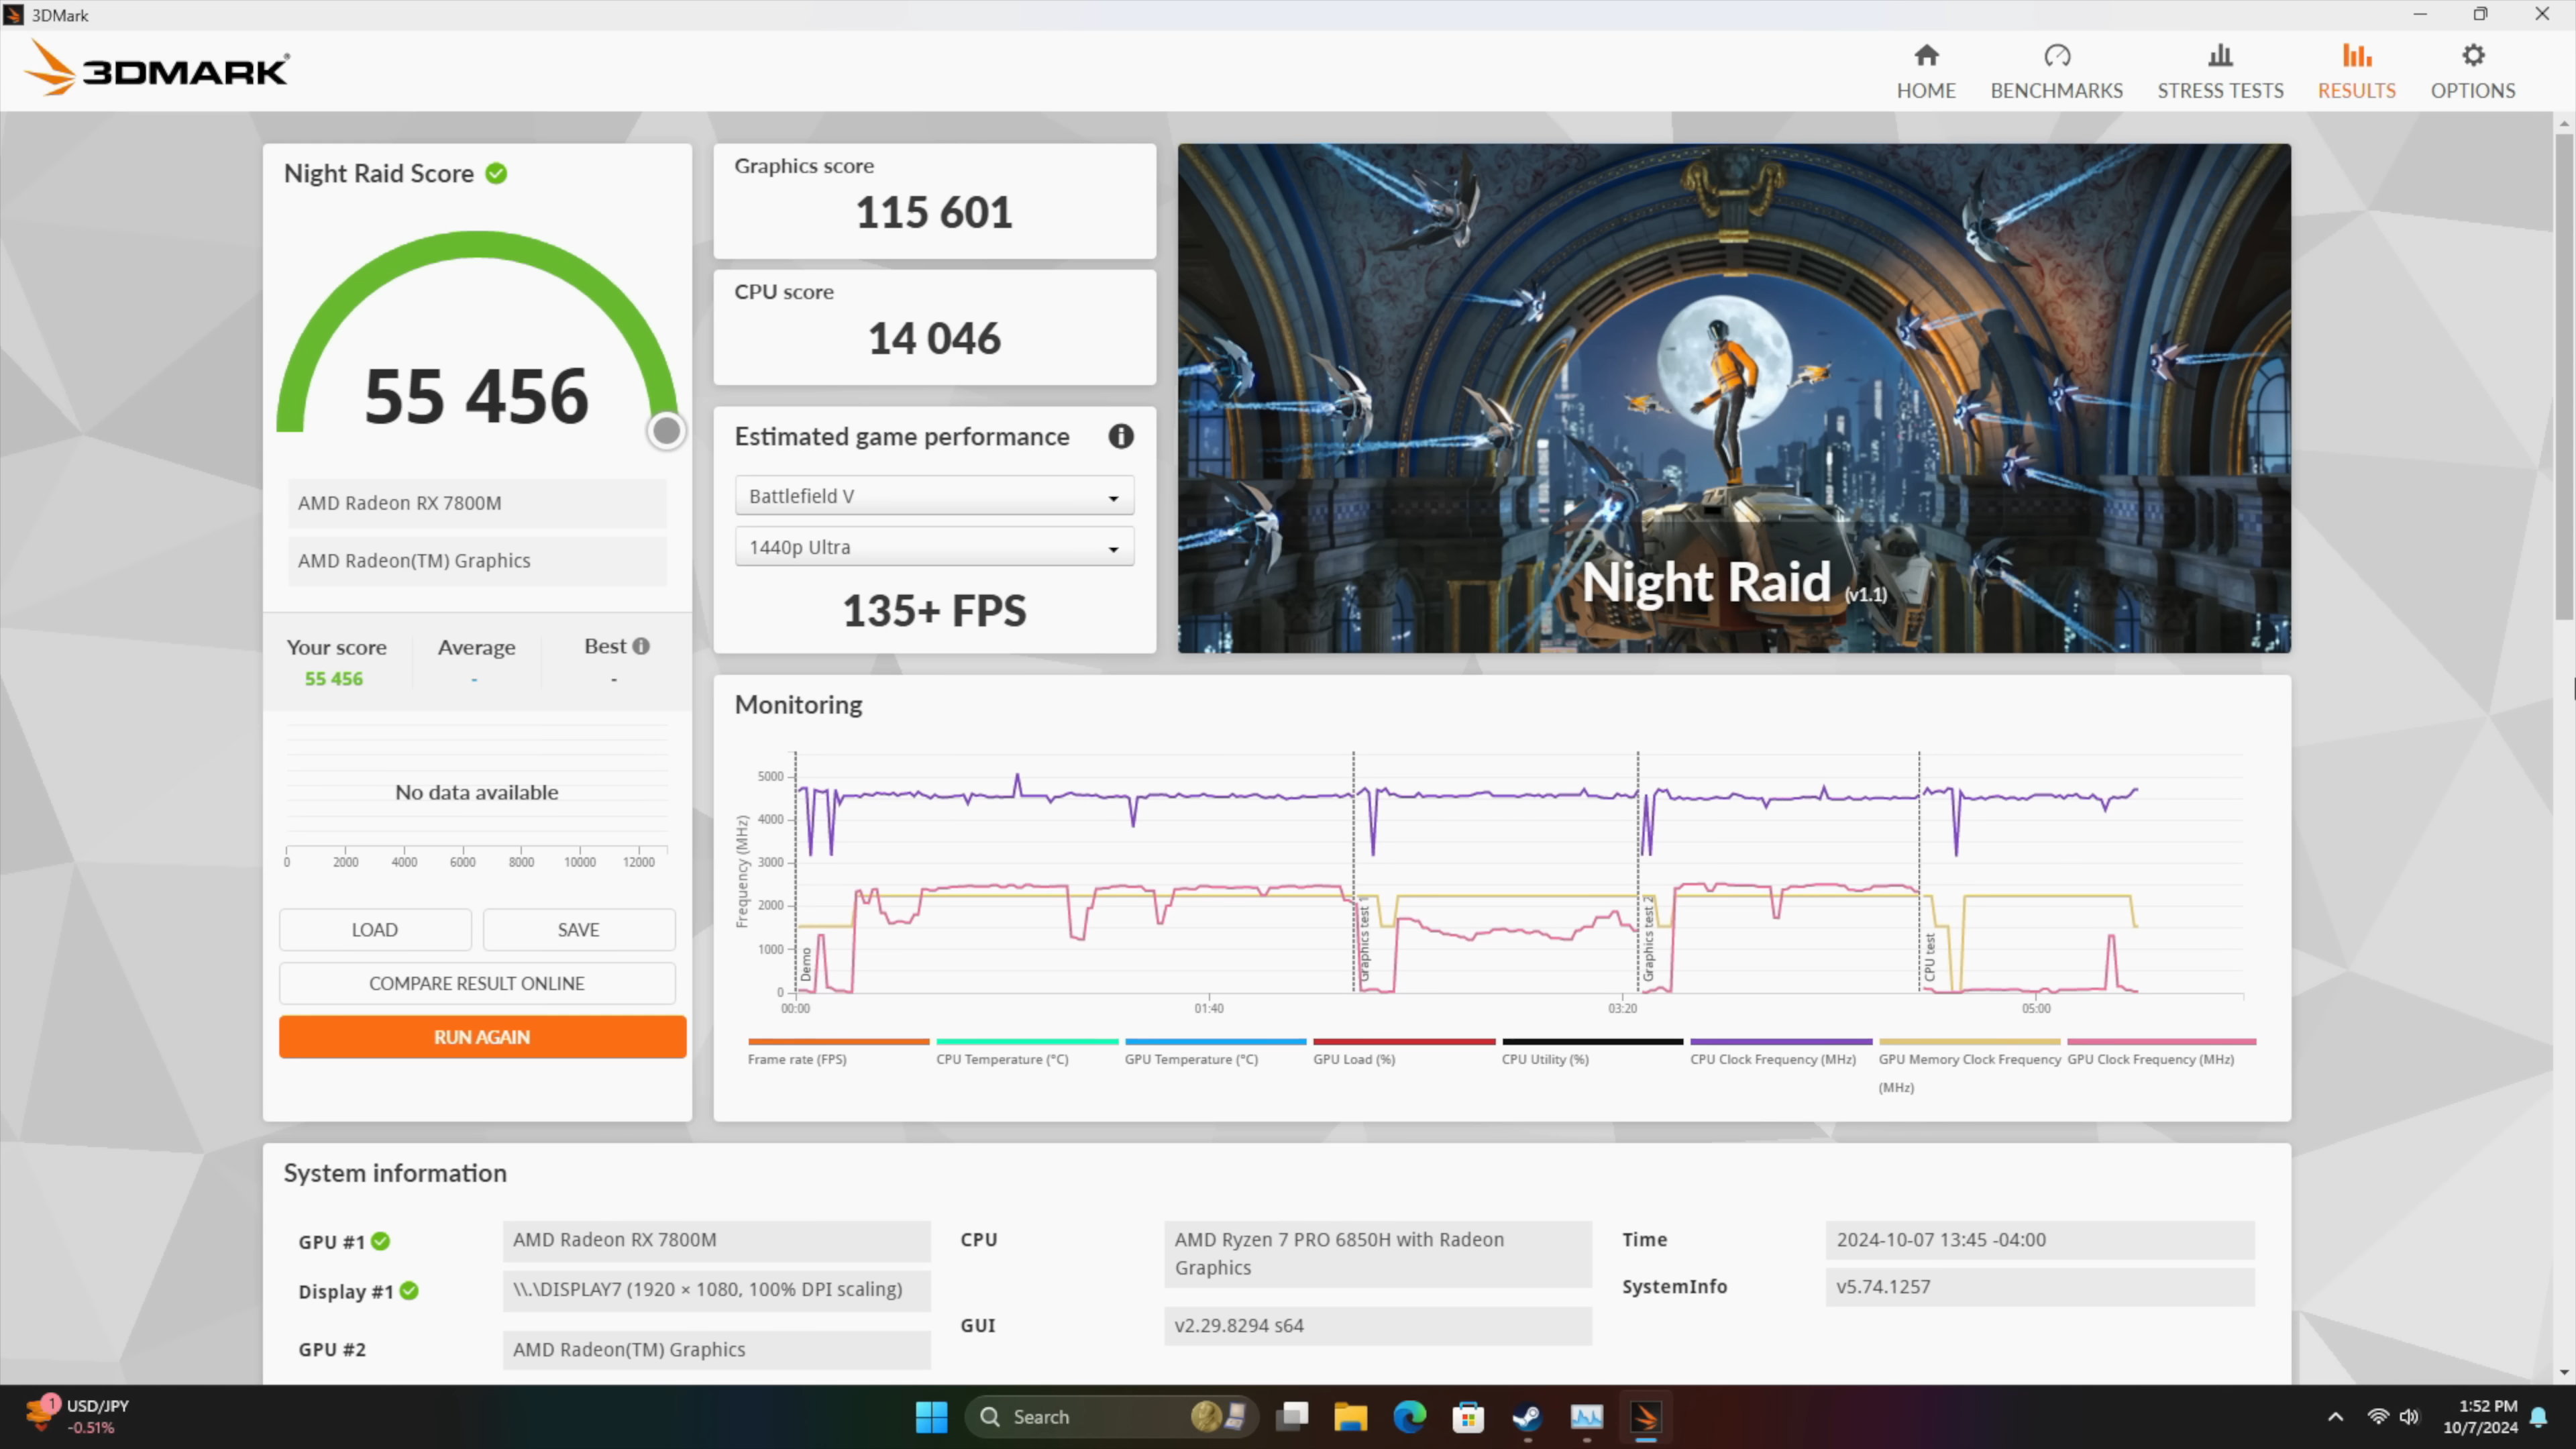 3DMark
3DMARK
HOME
BENCHMARKS
STRESS TESTS
RESULTS
OPTIONS
Night Raid Score
55 456
AMD Radeon RX 7800M
AMD Radeon(TM) Graphics
Your score
Average
Best
55 456
-
-
No data available
0 2000 4000 6000 8000 10000 12000
LOAD
SAVE
COMPARE RESULT ONLINE
RUN AGAIN
Graphics score
115 601
CPU score
14 046
Estimated game performance
Battlefield V
1440p Ultra
135+ FPS
Night Raid (v1.1)
Monitoring
Frequency (MHz)
5000
4000
3000
2000
1000
0
Demo
Graphics test 1
Graphics test 2
CPU test
00:00 01:40 03:20 05:00
Frame rate (FPS)
CPU Temperature (°C)
GPU Temperature (°C)
GPU Load (%)
CPU Utility (%)
CPU Clock Frequency (MHz)
GPU Memory Clock Frequency
(MHz)
GPU Clock Frequency (MHz)
System information
GPU #1
AMD Radeon RX 7800M
Display #1
\\.\DISPLAY7 (1920 × 1080, 100% DPI scaling)
GPU #2
AMD Radeon(TM) Graphics
CPU
AMD Ryzen 7 PRO 6850H with Radeon
Graphics
GUI
v2.29.8294 s64
Time
2024-10-07 13:45 -04:00
SystemInfo
v5.74.1257
1
USD/JPY
-0.51%
Search
1:52 PM
10/7/2024